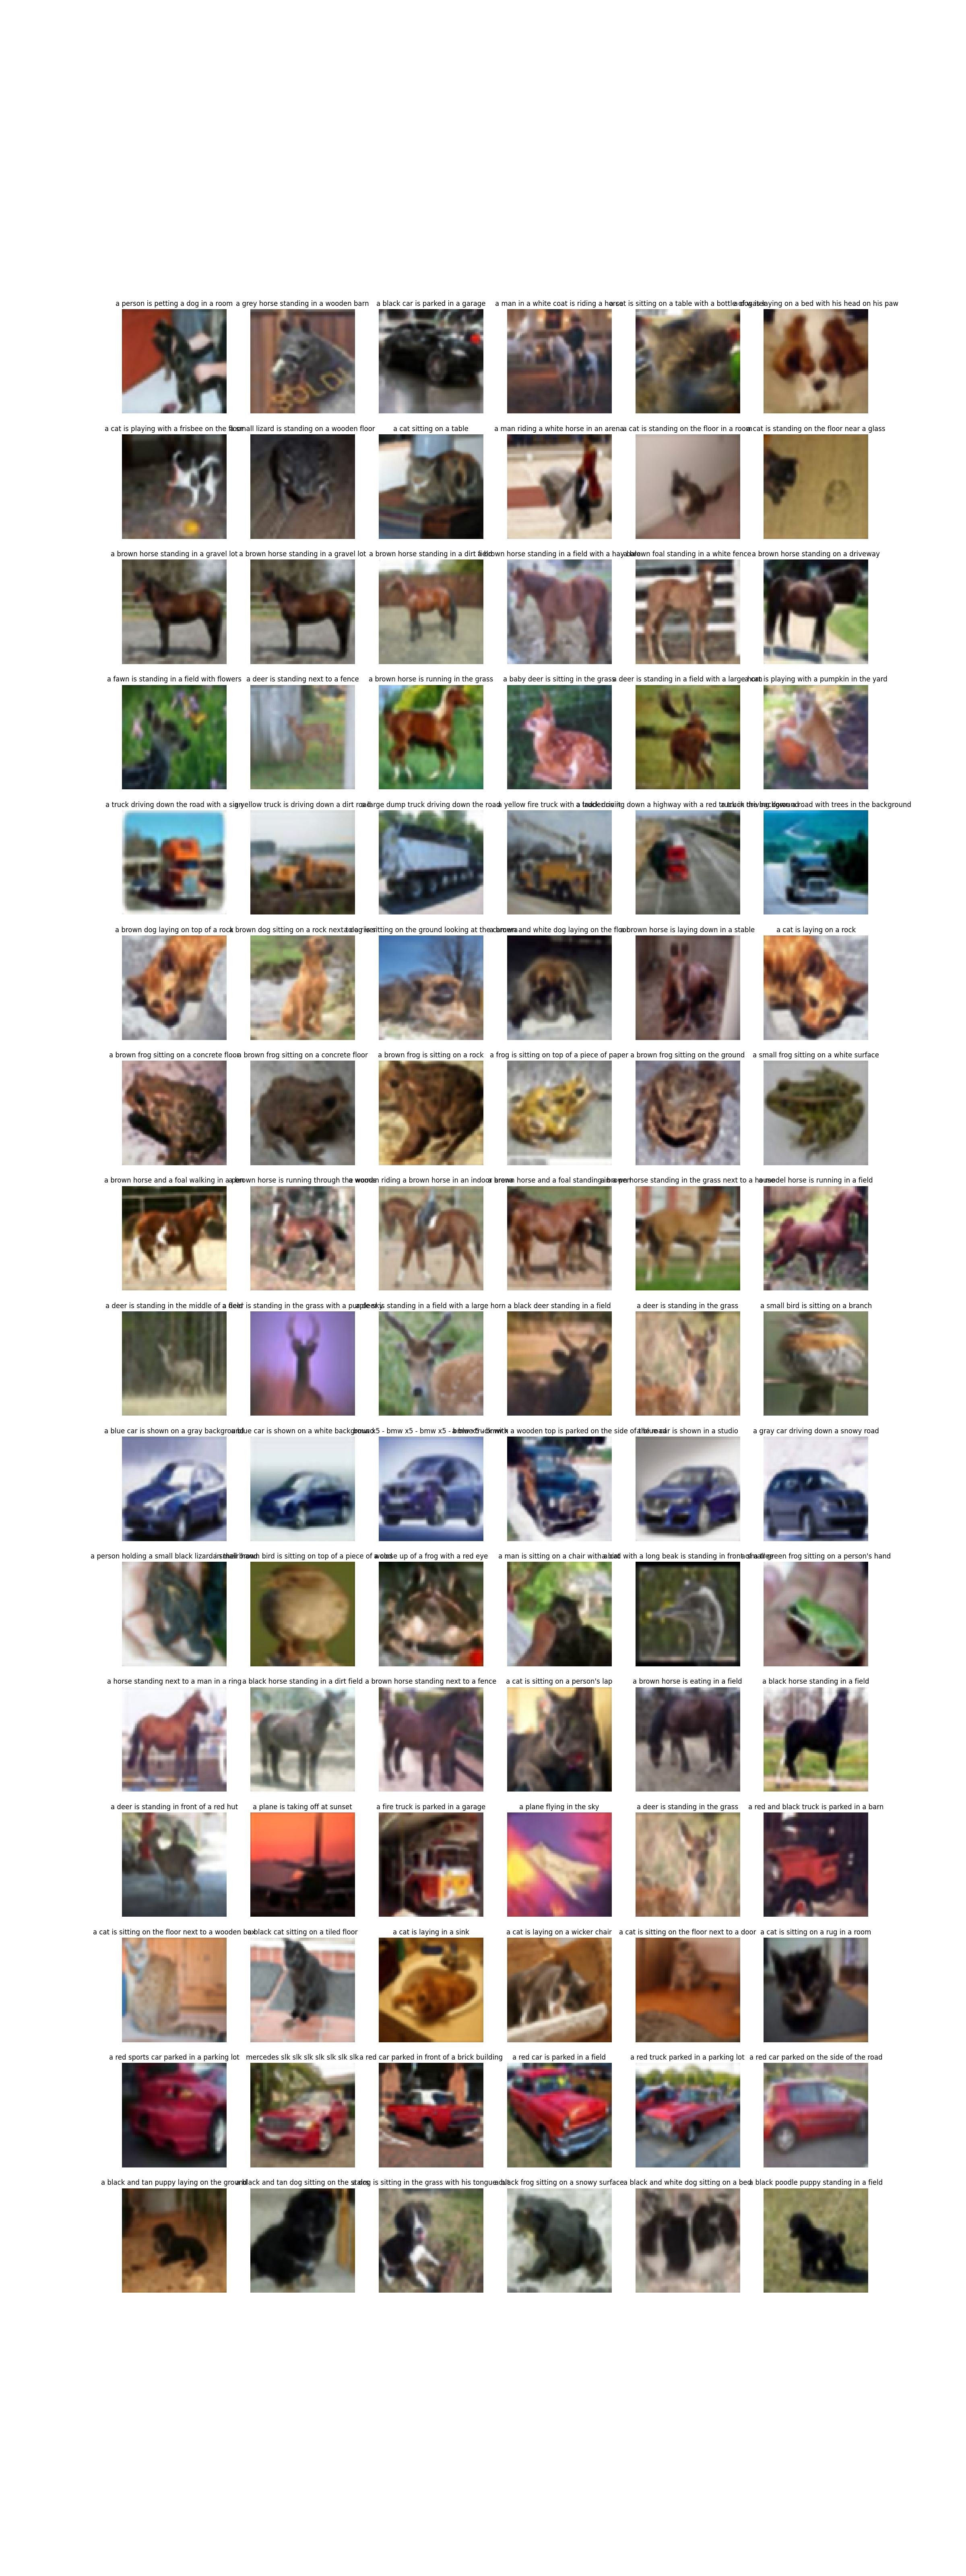 a person is petting a dog in a room a grey horse standing in a wooden barn a black car is parked in a garage a man in a white coat is riding a horse a cat is sitting on a table with a bottle of a dog is laying on a bed with his head on his paw
a cat is playing with a frisbee on the floor a small lizard is standing on a wooden floor a cat sitting on a table a man riding a white horse in an arena a cat is standing on the floor in a room a cat is standing on the floor near a glass
a brown horse standing in a gravel lot a brown horse standing in a gravel lot a brown horse standing in a dirt field a brown horse standing in a field with a hay bale a brown foal standing in a white fence a brown horse standing on a driveway
a fawn is standing in a field with flowers a deer is standing next to a fence a brown horse is running in the grass a baby deer is sitting in the grass a deer is standing in a field with a large horn a cat is playing with a pumpkin in the yard
a truck driving down the road with a sign a yellow truck is driving down a dirt road a large dump truck driving down the road a yellow fire truck with a ladder driving down a highway with a red truck in the background road with trees in the background
a brown dog laying on top of a rock a brown dog sitting on a rock next to a dog is sitting on the ground looking at the camera a brown and white dog laying on the floor a brown horse is laying down in a stable a cat is laying on a rock
a brown frog sitting on a concrete floor a brown frog sitting on a concrete floor a brown frog is sitting on a rock a frog is sitting on top of a piece of paper a brown frog sitting on the ground a small frog sitting on a white surface
a brown horse and a foal walking in a pen a brown horse is running through the woods a woman riding a brown horse in an indoor arena a brown horse and a foal standing in a pen a brown horse standing in the grass next to a house a model horse is running in a field
a deer is standing in the middle of a field a deer is standing in the grass with a purple sky a deer is standing in a field with a large horn a black deer standing in a field a deer is standing in the grass a small bird is sitting on a branch
a blue car is shown on a gray background a blue car is shown on a white background bmw x5 - bmw x5 - bmw x5 - bmw x5 - bmw x a blue truck with a wooden top is parked on the side of the road a blue car is shown in a studio a gray car driving down a snowy road
a person holding a small black lizard in their hand a small brown bird is sitting on top of a piece of wood a close up of a frog with a red eye a man is sitting on a chair with a bird with a long beak is standing in front of a a small green frog sitting on a person's hand
a horse standing next to a man in a ring a black horse standing in a dirt field a brown horse standing next to a fence a cat is sitting on a person's lap a brown horse is eating in a field a black horse standing in a field
a deer is standing in front of a red hut a plane is taking off at sunset a fire truck is parked in a garage a plane flying in the sky a deer is standing in the grass a red and black truck is parked in a barn
a cat is sitting on the floor next to a wooden box a black cat sitting on a tiled floor a cat is laying in a sink a cat is laying on a wicker chair a cat is sitting on the floor next to a door a cat is sitting on a rug in a room
a red sports car parked in a parking lot mercedes slk slk slk slk slk slk slk a red car parked in front of a brick building a red car is parked in a field a red truck parked in a parking lot a red car parked on the side of the road
a black and tan puppy laying on the ground a black and tan dog sitting on the stairs a dog is sitting in the grass with his tongue out a black frog sitting on a snowy surface a black and white dog sitting on a bed a black poodle puppy standing in a field